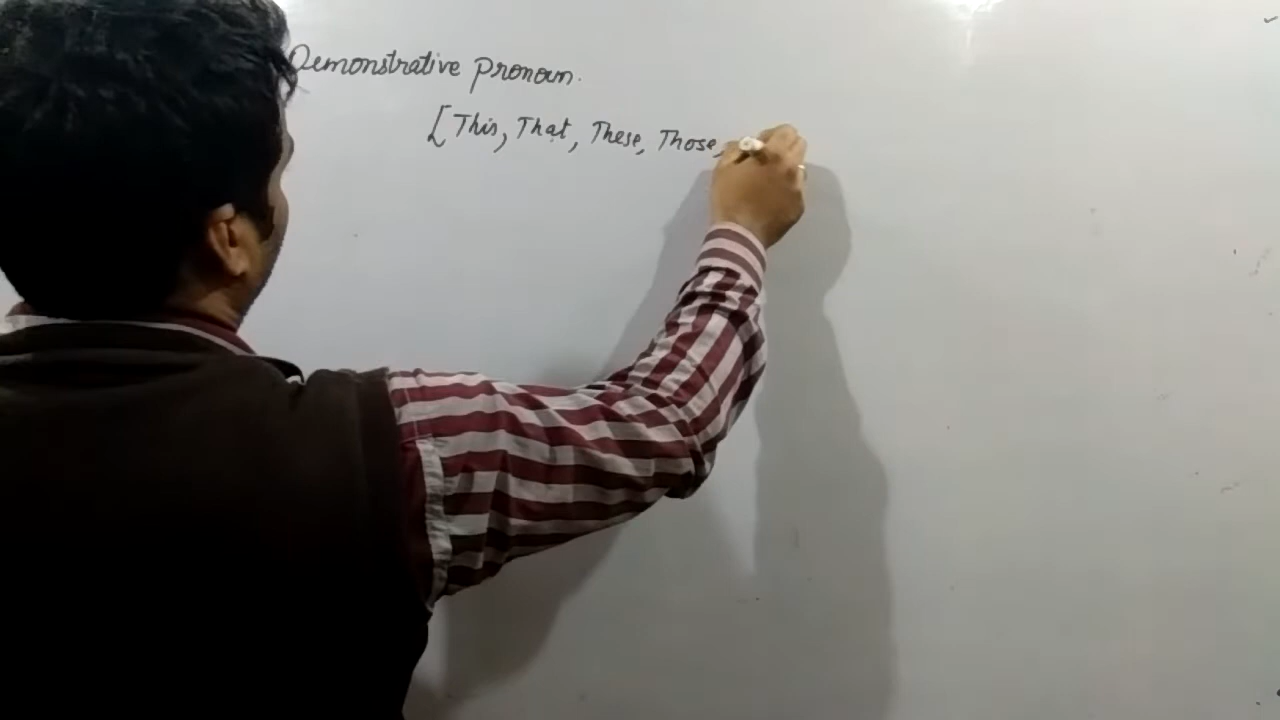 Demonstrative Pronoun.
[This, That, These, Those,